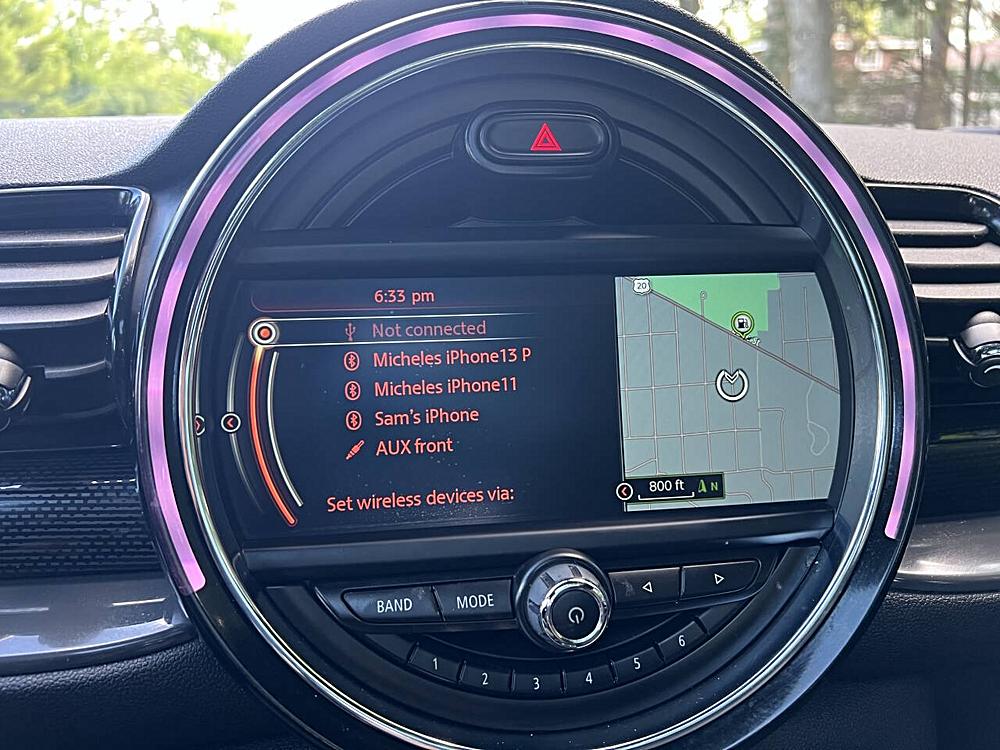 6:33 pm
Not connected
Micheles iPhone13 P
Micheles iPhone11
Sam's iPhone
AUX front
Set wireless devices via:
20
800 ft
N
BAND
MODE
1
2
3
4
5
6